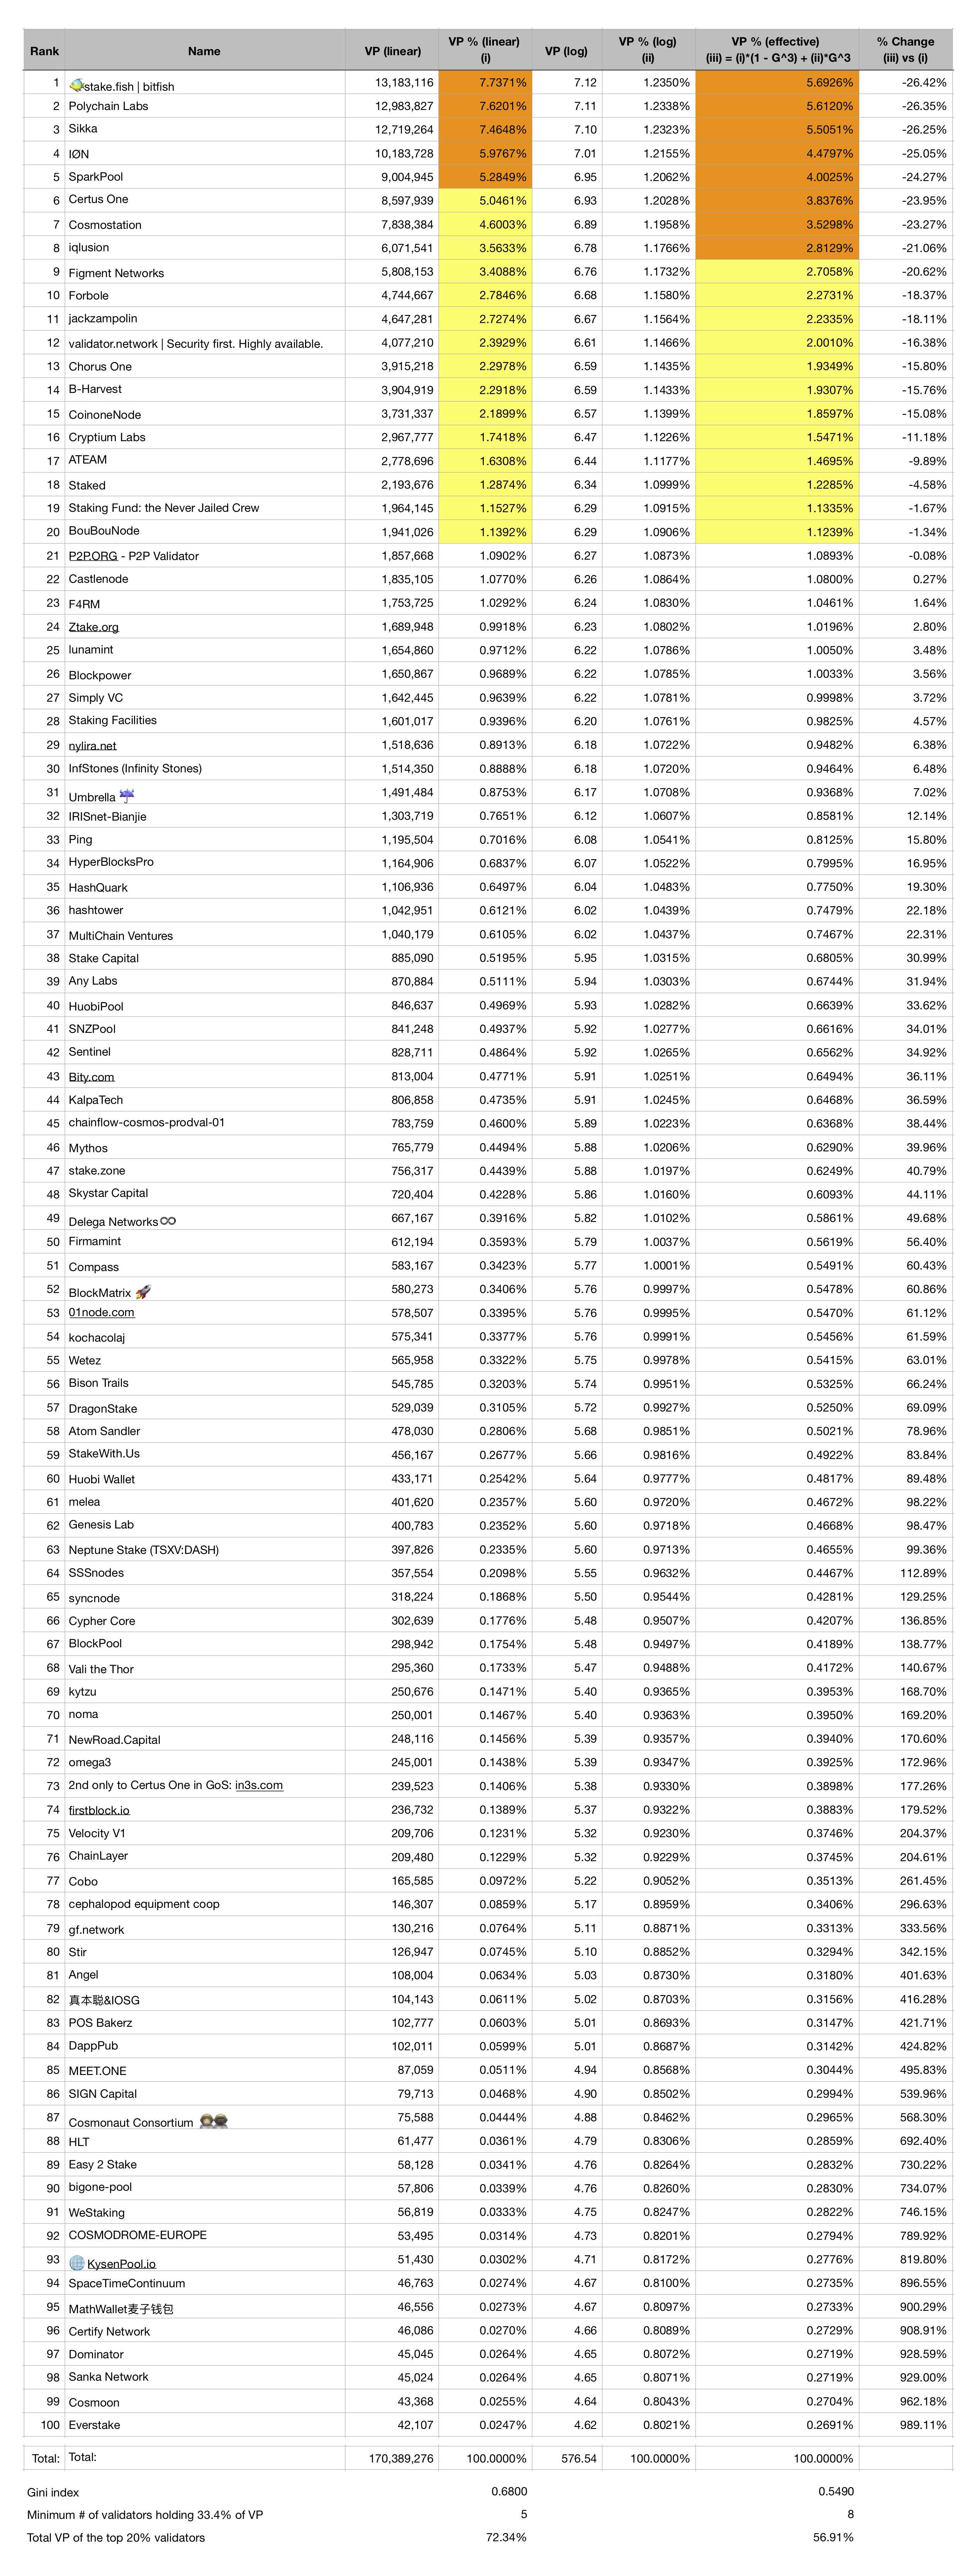 Rank Name VP (linear) VP % (linear) (i) VP (log) VP % (log) (ii) VP % (effective) (iii) = (i)*(1 - G^3) + (ii)*G^3 % Change (iii) vs (i)
1 stake.fish | bitfish 13,183,116 7.7371% 7.12 1.2350% 5.6926% -26.42%
2 Polychain Labs 12,983,827 7.6201% 7.11 1.2338% 5.6120% -26.35%
3 Sikka 12,719,264 7.4648% 7.10 1.2323% 5.5051% -26.25%
4 IØN 10,183,728 5.9767% 7.01 1.2155% 4.4797% -25.05%
5 SparkPool 9,004,945 5.2849% 6.95 1.2062% 4.0025% -24.27%
6 Certus One 8,597,939 5.0461% 6.93 1.2028% 3.8376% -23.95%
7 Cosmostation 7,838,384 4.6003% 6.89 1.1958% 3.5298% -23.27%
8 iqlusion 6,071,541 3.5633% 6.78 1.1766% 2.8129% -21.06%
9 Figment Networks 5,808,153 3.4088% 6.76 1.1732% 2.7058% -20.62%
10 Forbole 4,744,667 2.7846% 6.68 1.1580% 2.2731% -18.37%
11 jackzampolin 4,647,281 2.7274% 6.67 1.1564% 2.2335% -18.11%
12 validator.network | Security first. Highly available. 4,077,210 2.3929% 6.61 1.1466% 2.0010% -16.38%
13 Chorus One 3,915,218 2.2978% 6.59 1.1435% 1.9349% -15.80%
14 B-Harvest 3,904,919 2.2918% 6.59 1.1433% 1.9307% -15.76%
15 CoinoneNode 3,731,337 2.1899% 6.57 1.1399% 1.8597% -15.08%
16 Cryptium Labs 2,967,777 1.7418% 6.47 1.1226% 1.5471% -11.18%
17 ATEAM 2,778,696 1.6308% 6.44 1.1177% 1.4695% -9.89%
18 Staked 2,193,676 1.2874% 6.34 1.0999% 1.2285% -4.58%
19 Staking Fund: the Never Jailed Crew 1,964,145 1.1527% 6.29 1.0915% 1.1335% -1.67%
20 BouBouNode 1,941,026 1.1392% 6.29 1.0906% 1.1239% -1.34%
21 P2P.ORG - P2P Validator 1,857,668 1.0902% 6.27 1.0873% 1.0893% -0.08%
22 Castlenode 1,835,105 1.0770% 6.26 1.0864% 1.0800% 0.27%
23 F4RM 1,753,725 1.0292% 6.24 1.0830% 1.0461% 1.64%
24 Ztake.org 1,689,948 0.9918% 6.23 1.0802% 1.0196% 2.80%
25 lunamint 1,654,860 0.9712% 6.22 1.0786% 1.0050% 3.48%
26 Blockpower 1,650,867 0.9689% 6.22 1.0785% 1.0033% 3.56%
27 Simply VC 1,642,445 0.9639% 6.22 1.0781% 0.9998% 3.72%
28 Staking Facilities 1,601,017 0.9396% 6.20 1.0761% 0.9825% 4.57%
29 nylira.net 1,518,636 0.8913% 6.18 1.0722% 0.9482% 6.38%
30 InfStones (Infinity Stones) 1,514,350 0.8888% 6.18 1.0720% 0.9464% 6.48%
31 Umbrella ☔ 1,491,484 0.8753% 6.17 1.0708% 0.9368% 7.02%
32 IRISnet-Bianjie 1,303,719 0.7651% 6.12 1.0607% 0.8581% 12.14%
33 Ping 1,195,504 0.7016% 6.08 1.0541% 0.8125% 15.80%
34 HyperBlocksPro 1,164,906 0.6837% 6.07 1.0522% 0.7995% 16.95%
35 HashQuark 1,106,936 0.6497% 6.04 1.0483% 0.7750% 19.30%
36 hashtower 1,042,951 0.6121% 6.02 1.0439% 0.7479% 22.18%
37 MultiChain Ventures 1,040,179 0.6105% 6.02 1.0437% 0.7467% 22.31%
38 Stake Capital 885,090 0.5195% 5.95 1.0315% 0.6805% 30.99%
39 Any Labs 870,884 0.5111% 5.94 1.0303% 0.6744% 31.94%
40 HuobiPool 846,637 0.4969% 5.93 1.0282% 0.6639% 33.62%
41 SNZPool 841,248 0.4937% 5.92 1.0277% 0.6616% 34.01%
42 Sentinel 828,711 0.4864% 5.92 1.0265% 0.6562% 34.92%
43 Bity.com 813,004 0.4771% 5.91 1.0251% 0.6494% 36.11%
44 KalpaTech 806,858 0.4735% 5.91 1.0245% 0.6468% 36.59%
45 chainflow-cosmos-prodval-01 783,759 0.4600% 5.89 1.0223% 0.6368% 38.44%
46 Mythos 765,779 0.4494% 5.88 1.0206% 0.6290% 39.96%
47 stake.zone 756,317 0.4439% 5.88 1.0197% 0.6249% 40.79%
48 Skystar Capital 720,404 0.4228% 5.86 1.0160% 0.6093% 44.11%
49 Delega Networks 667,167 0.3916% 5.82 1.0102% 0.5861% 49.68%
50 Firmamint 612,194 0.3593% 5.79 1.0037% 0.5619% 56.40%
51 Compass 583,167 0.3423% 5.77 1.0001% 0.5491% 60.43%
52 BlockMatrix 🚀 580,273 0.3406% 5.76 0.9997% 0.5478% 60.86%
53 01node.com 578,507 0.3395% 5.76 0.9995% 0.5470% 61.12%
54 kochacolaj 575,341 0.3377% 5.76 0.9991% 0.5456% 61.59%
55 Wetez 565,958 0.3322% 5.75 0.9978% 0.5415% 63.01%
56 Bison Trails 545,785 0.3203% 5.74 0.9951% 0.5325% 66.24%
57 DragonStake 529,039 0.3105% 5.72 0.9927% 0.5250% 69.09%
58 Atom Sandler 478,030 0.2806% 5.68 0.9851% 0.5021% 78.96%
59 StakeWith.Us 456,167 0.2677% 5.66 0.9816% 0.4922% 83.84%
60 Huobi Wallet 433,171 0.2542% 5.64 0.9777% 0.4817% 89.48%
61 melea 401,620 0.2357% 5.60 0.9720% 0.4672% 98.22%
62 Genesis Lab 400,783 0.2352% 5.60 0.9718% 0.4668% 98.47%
63 Neptune Stake (TSXV:DASH) 397,826 0.2335% 5.60 0.9713% 0.4655% 99.36%
64 SSSnodes 357,554 0.2098% 5.55 0.9632% 0.4467% 112.89%
65 syncnode 318,224 0.1868% 5.50 0.9544% 0.4281% 129.25%
66 Cypher Core 302,639 0.1776% 5.48 0.9507% 0.4207% 136.85%
67 BlockPool 298,942 0.1754% 5.48 0.9497% 0.4189% 138.77%
68 Vali the Thor 295,360 0.1733% 5.47 0.9488% 0.4172% 140.67%
69 kytzu 250,676 0.1471% 5.40 0.9365% 0.3953% 168.70%
70 noma 250,001 0.1467% 5.40 0.9363% 0.3950% 169.20%
71 NewRoad.Capital 248,116 0.1456% 5.39 0.9357% 0.3940% 170.60%
72 omega3 245,001 0.1438% 5.39 0.9347% 0.3925% 172.96%
73 2nd only to Certus One in GoS: in3s.com 239,523 0.1406% 5.38 0.9330% 0.3898% 177.26%
74 firstblock.io 236,732 0.1389% 5.37 0.9322% 0.3883% 179.52%
75 Velocity V1 209,706 0.1231% 5.32 0.9230% 0.3746% 204.37%
76 ChainLayer 209,480 0.1229% 5.32 0.9229% 0.3745% 204.61%
77 Cobo 165,585 0.0972% 5.22 0.9052% 0.3513% 261.45%
78 cephalopod equipment coop 146,307 0.0859% 5.17 0.8959% 0.3406% 296.63%
79 gf.network 130,216 0.0764% 5.11 0.8871% 0.3313% 333.56%
80 Stir 126,947 0.0745% 5.10 0.8852% 0.3294% 342.15%
81 Angel 108,004 0.0634% 5.03 0.8730% 0.3180% 401.63%
82 真本聪&IOSG 104,143 0.0611% 5.02 0.8703% 0.3156% 416.28%
83 POS Bakerz 102,777 0.0603% 5.01 0.8693% 0.3147% 421.71%
84 DappPub 102,011 0.0599% 5.01 0.8687% 0.3142% 424.82%
85 MEET.ONE 87,059 0.0511% 4.94 0.8568% 0.3044% 495.83%
86 SIGN Capital 79,713 0.0468% 4.90 0.8502% 0.2994% 539.96%
87 Cosmonaut Consortium 75,588 0.0444% 4.88 0.8462% 0.2965% 568.30%
88 HLT 61,477 0.0361% 4.79 0.8306% 0.2859% 692.40%
89 Easy 2 Stake 58,128 0.0341% 4.76 0.8264% 0.2832% 730.22%
90 bigone-pool 57,806 0.0339% 4.76 0.8260% 0.2830% 734.07%
91 WeStaking 56,819 0.0333% 4.75 0.8247% 0.2822% 746.15%
92 COSMODROME-EUROPE 53,495 0.0314% 4.73 0.8201% 0.2794% 789.92%
93 KysenPool.io 51,430 0.0302% 4.71 0.8172% 0.2776% 819.80%
94 SpaceTimeContinuum 46,763 0.0274% 4.67 0.8100% 0.2735% 896.55%
95 MathWallet麦子钱包 46,556 0.0273% 4.67 0.8097% 0.2733% 900.29%
96 Certify Network 46,086 0.0270% 4.66 0.8089% 0.2729% 908.91%
97 Dominator 45,045 0.0264% 4.65 0.8072% 0.2719% 928.59%
98 Sanka Network 45,024 0.0264% 4.65 0.8071% 0.2719% 929.00%
99 Cosmoon 43,368 0.0255% 4.64 0.8043% 0.2704% 962.18%
100 Everstake 42,107 0.0247% 4.62 0.8021% 0.2691% 989.11%
Total: Total: 170,389,276 100.0000% 576.54 100.0000% 100.0000%
Gini index 0.6800 0.5490
Minimum # of validators holding 33.4% of VP 5 8
Total VP of the top 20% validators 72.34% 56.91%